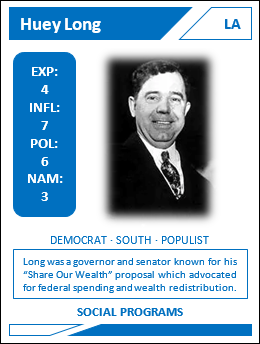 Huey Long LA
EXP:
4
INFL:
7
POL:
6
NAM:
3
DEMOCRAT · SOUTH · POPULIST
Long was a governor and senator known for his
“Share Our Wealth” proposal which advocated
for federal spending and wealth redistribution.
SOCIAL PROGRAMS